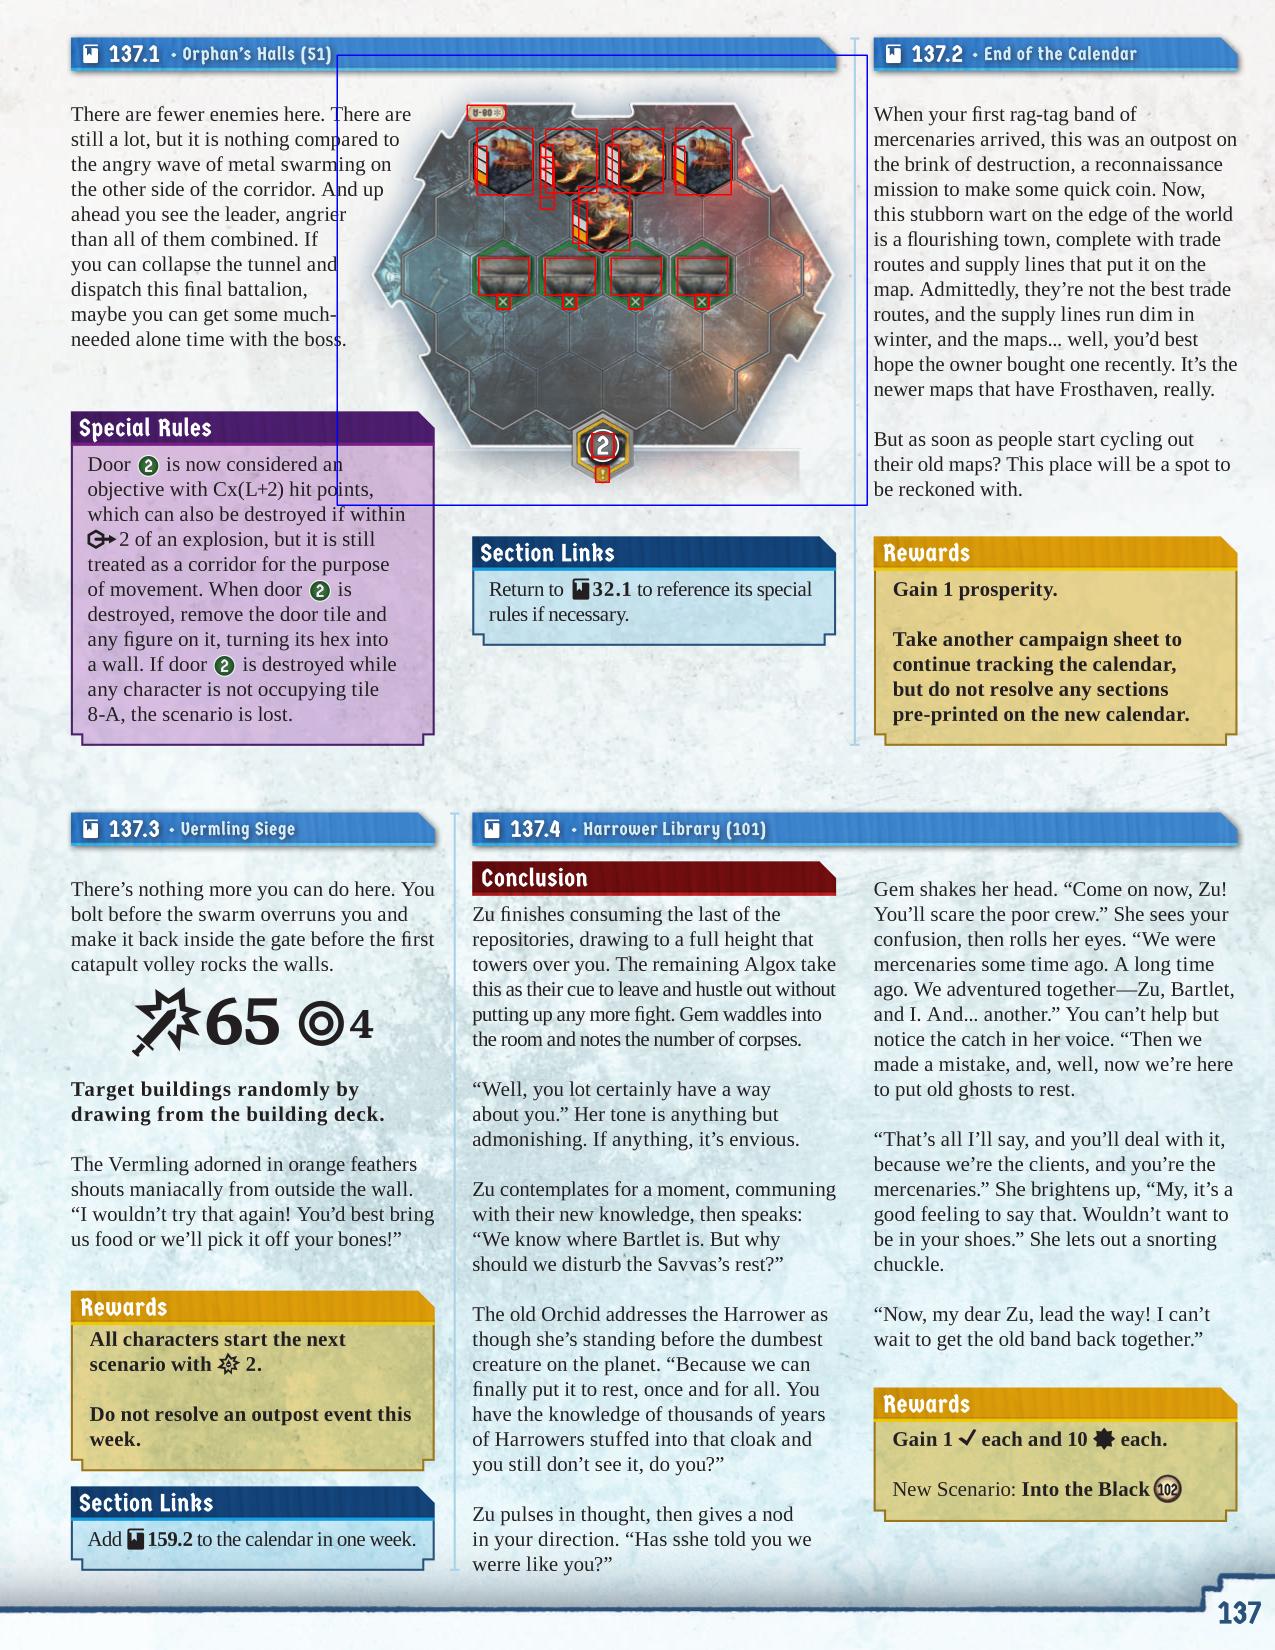 137.1 • Orphan's Halls (51)
There are fewer enemies here. There are
still a lot, but it is nothing compared to
the angry wave of metal swarming on
the other side of the corridor. And up
ahead you see the leader, angrier
than all of them combined. If
you can collapse the tunnel and
dispatch this final battalion,
maybe you can get some much-
needed alone time with the boss.
Special Rules
Door 2 is now considered an
objective with Cx(L+2) hit points,
which can also be destroyed if within
2 of an explosion, but it is still
treated as a corridor for the purpose
of movement. When door 2 is
destroyed, remove the door tile and
any figure on it, turning its hex into
a wall. If door 2 is destroyed while
any character is not occupying tile
8-A, the scenario is lost.
2
!
Section Links
Return to 32.1 to reference its special
rules if necessary.
137.2 • End of the Calendar
When your first rag-tag band of
mercenaries arrived, this was an outpost on
the brink of destruction, a reconnaissance
mission to make some quick coin. Now,
this stubborn wart on the edge of the world
is a flourishing town, complete with trade
routes and supply lines that put it on the
map. Admittedly, they're not the best trade
routes, and the supply lines run dim in
winter, and the maps... well, you'd best
hope the owner bought one recently. It's the
newer maps that have Frosthaven, really.
But as soon as people start cycling out
their old maps? This place will be a spot to
be reckoned with.
Rewards
Gain 1 prosperity.
Take another campaign sheet to
continue tracking the calendar,
but do not resolve any sections
pre-printed on the new calendar.
137.3 • Vermling Siege
There's nothing more you can do here. You
bolt before the swarm overruns you and
make it back inside the gate before the first
catapult volley rocks the walls.
65 4
Target buildings randomly by
drawing from the building deck.
The Vermling adorned in orange feathers
shouts maniacally from outside the wall.
“I wouldn't try that again! You'd best bring
us food or we'll pick it off your bones!”
Rewards
All characters start the next
scenario with 2.
Do not resolve an outpost event this
week.
Section Links
Add 159.2 to the calendar in one week.
137.4 • Harrower Library (101)
Conclusion
Zu finishes consuming the last of the
repositories, drawing to a full height that
towers over you. The remaining Algox take
this as their cue to leave and hustle out without
putting up any more fight. Gem waddles into
the room and notes the number of corpses.
“Well, you lot certainly have a way
about you.” Her tone is anything but
admonishing. If anything, it's envious.
Zu contemplates for a moment, communing
with their new knowledge, then speaks:
“We know where Bartlet is. But why
should we disturb the Savvas's rest?”
The old Orchid addresses the Harrower as
though she's standing before the dumbest
creature on the planet. “Because we can
finally put it to rest, once and for all. You
have the knowledge of thousands of years
of Harrowers stuffed into that cloak and
you still don't see it, do you?”
Zu pulses in thought, then gives a nod
in your direction. “Has sshe told you we
werre like you?”
Gem shakes her head. “Come on now, Zu!
You'll scare the poor crew.” She sees your
confusion, then rolls her eyes. “We were
mercenaries some time ago. A long time
ago. We adventured together—Zu, Bartlet,
and I. And... another.” You can't help but
notice the catch in her voice. “Then we
made a mistake, and, well, now we're here
to put old ghosts to rest.
“That's all I'll say, and you'll deal with it,
because we're the clients, and you're the
mercenaries.” She brightens up, “My, it's a
good feeling to say that. Wouldn't want to
be in your shoes.” She lets out a snorting
chuckle.
“Now, my dear Zu, lead the way! I can't
wait to get the old band back together.”
Rewards
Gain 1 each and 10 each.
New Scenario: Into the Black 102
137